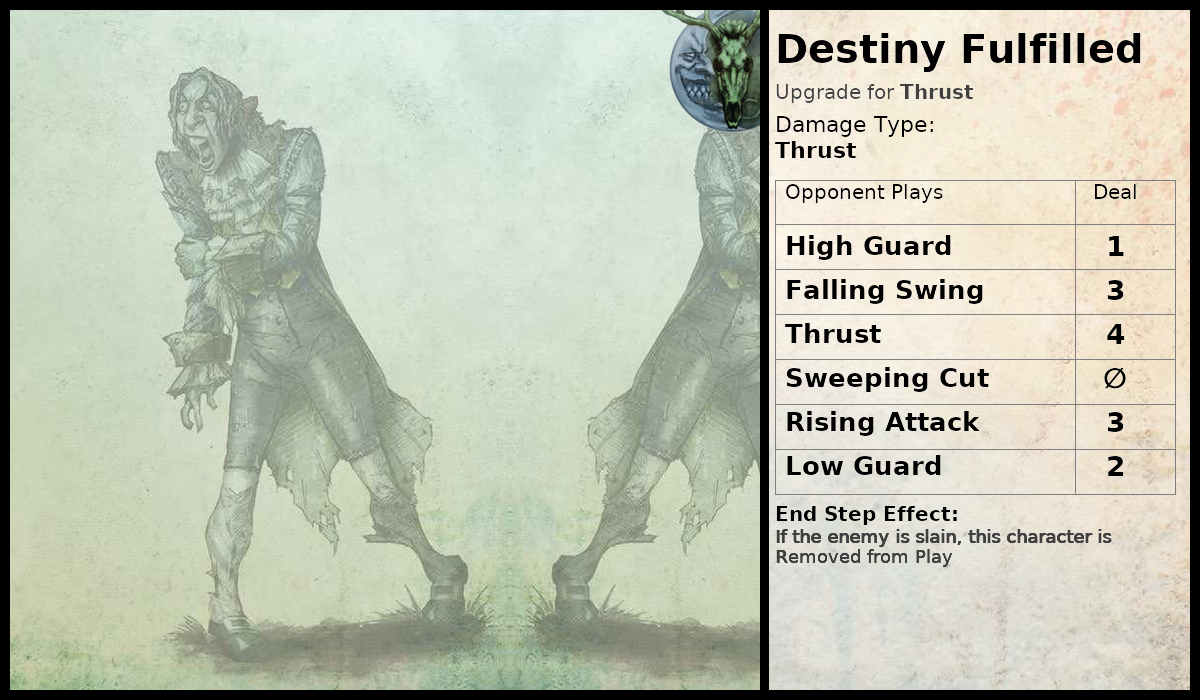 Destiny Fulfilled
Upgrade for Thrust
Damage Type:
Thrust
Opponent Plays Deal
High Guard 1
Falling Swing 3
Thrust 4
Sweeping Cut ∅
Rising Attack 3
Low Guard 2
End Step Effect:
If the enemy is slain, this character is
Removed from Play